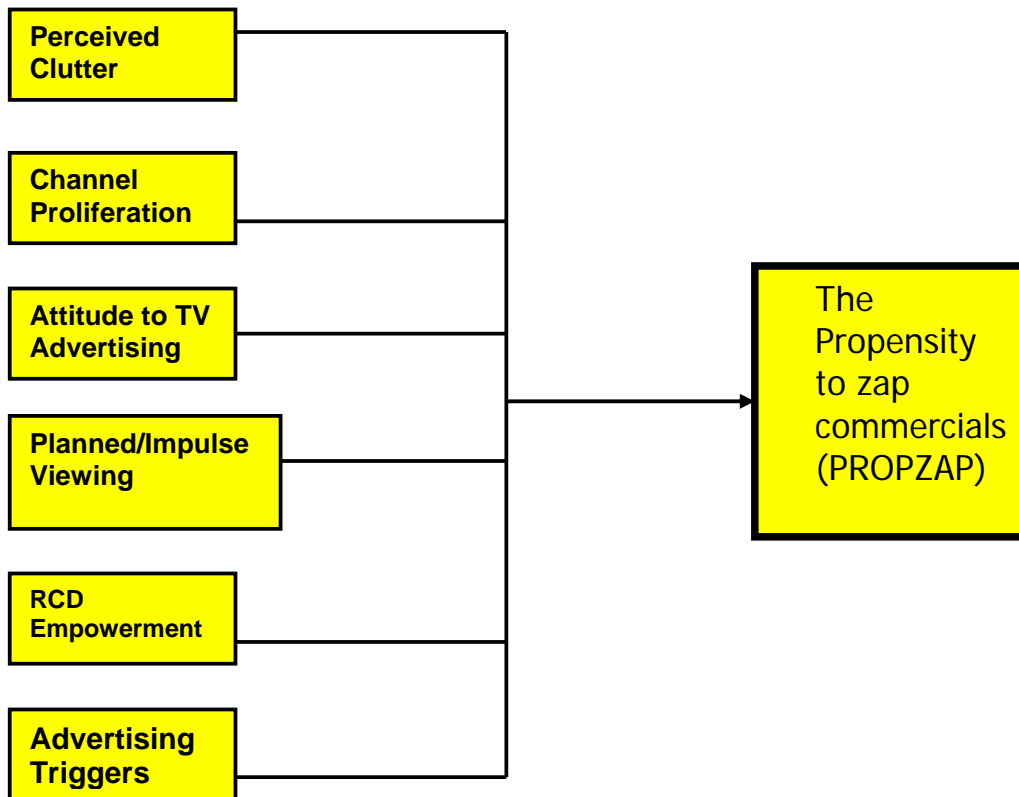 Perceived
Clutter
Channel
Proliferation
Attitude to TV
Advertising
Planned/Impulse
Viewing
RCD
Empowerment
Advertising
Triggers
The
Propensity
to zap
commercials
(PROPZAP)